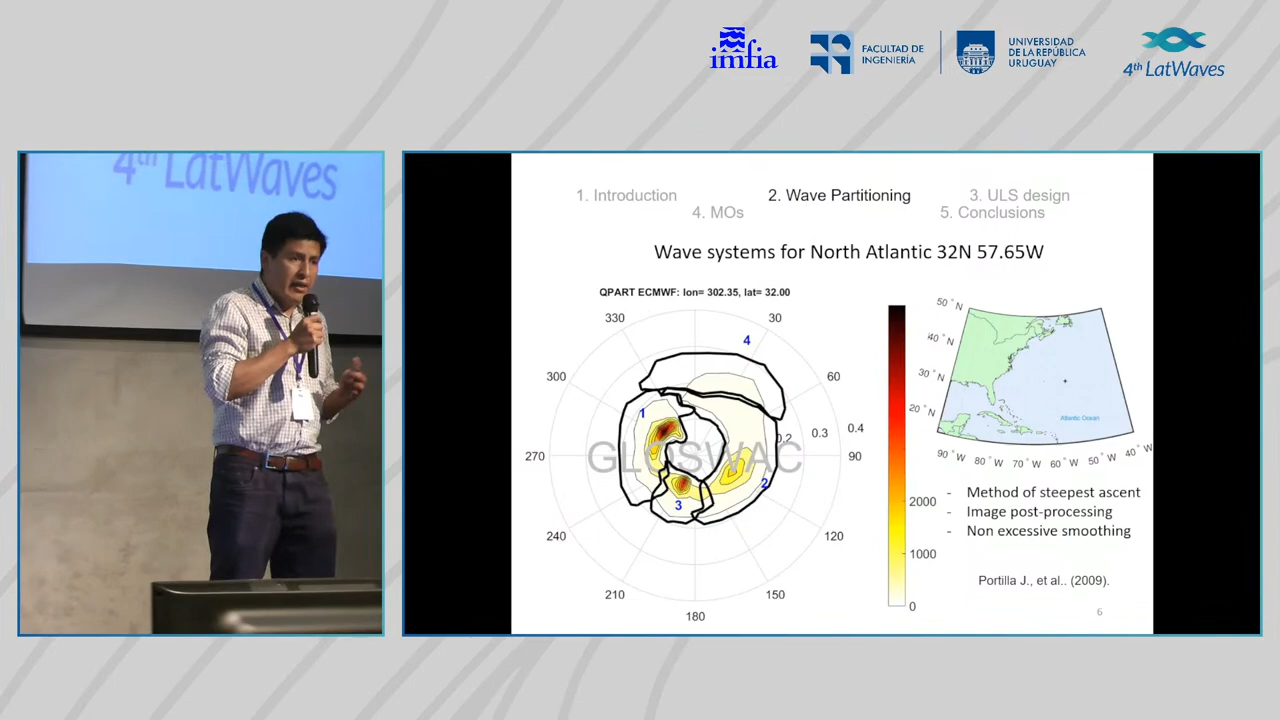 imfia
FACULTAD DE
INGENIERÍA
UNIVERSIDAD
DE LA REPÚBLICA
URUGUAY
4th LatWaves
4th LatWaves
1. Introduction
2. Wave Partitioning
3. ULS design
4. MOs
5. Conclusions
Wave systems for North Atlantic 32N 57.65W
QPART ECMWF: lon= 302.35, lat= 32.00
330
30
300
60
270
90
240
120
210
150
180
0.2
0.3
0.4
1
2
3
4
GLOSWAC
2000
1000
0
50° N
40° N
30° N
20° N
90° W
80° W
70° W
60° W
50° W
40° W
Atlantic Ocean
- Method of steepest ascent
- Image post-processing
- Non excessive smoothing
Portilla J., et al.. (2009).
6